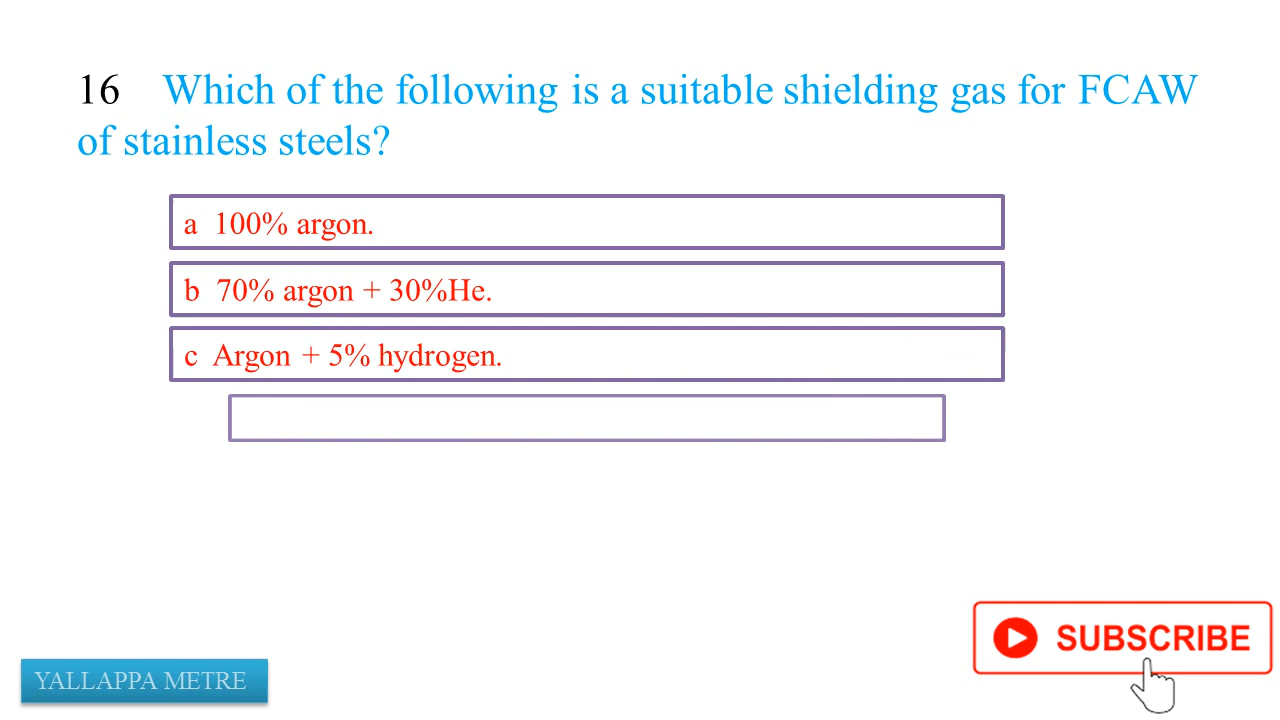 16 Which of the following is a suitable shielding gas for FCAW
of stainless steels?
a 100% argon.
b 70% argon + 30%He.
c Argon + 5% hydrogen.
SUBSCRIBE
YALLAPPA METRE